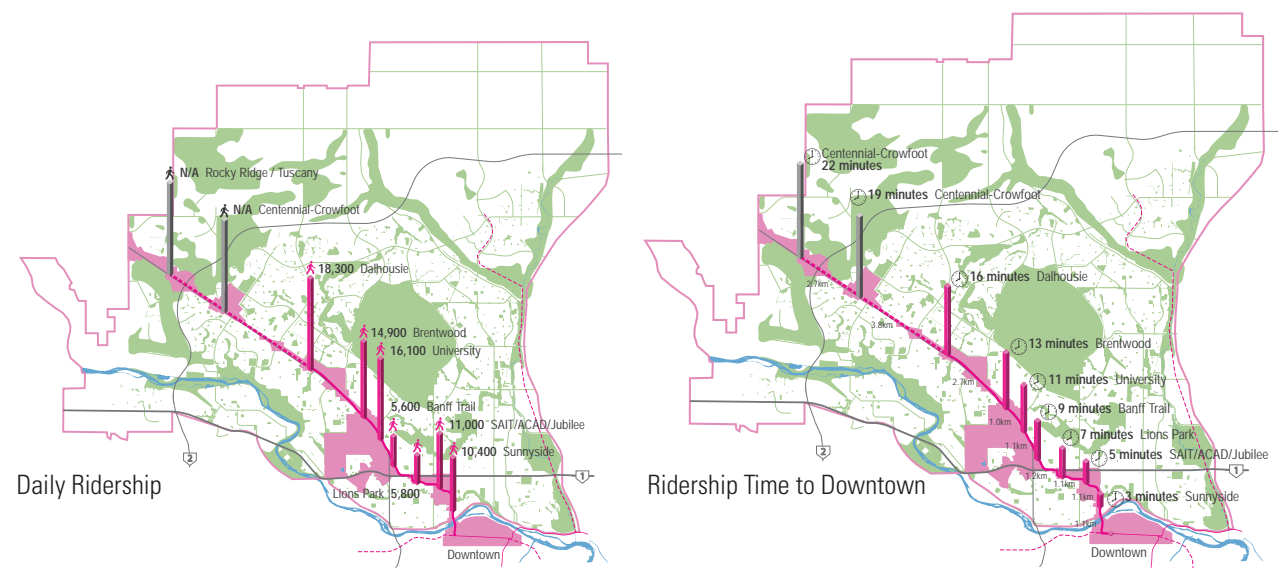 N/A Rocky Ridge / Tuscany
N/A Centennial-Crowfoot
18,300 Dalhousie
14,900 Brentwood
16,100 University
5,600 Banff Trail
11,000 SAIT/ACAD/Jubilee
10,400 Sunnyside
Lions Park 5,800
2
1
Daily Ridership
Downtown
Centennial-Crowfoot
22 minutes
19 minutes Centennial-Crowfoot
2.7km
16 minutes Dalhousie
3.8km
13 minutes Brentwood
2.7km
11 minutes University
1.0km
9 minutes Banff Trail
1.1km
7 minutes Lions Park
1.2km
5 minutes SAIT/ACAD/Jubilee
1.1km
1.1km
3 minutes Sunnyside
1.1km
2
1
Ridership Time to Downtown
Downtown